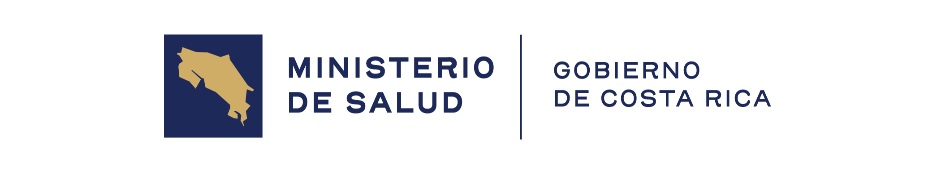 MINISTERIO
DE SALUD
GOBIERNO
DE COSTA RICA